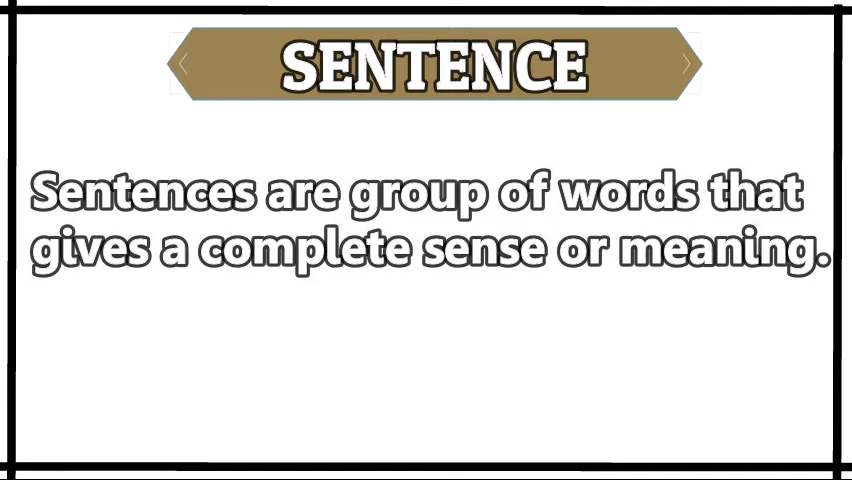 SENTENCE
Sentences are group of words that
gives a complete sense or meaning.